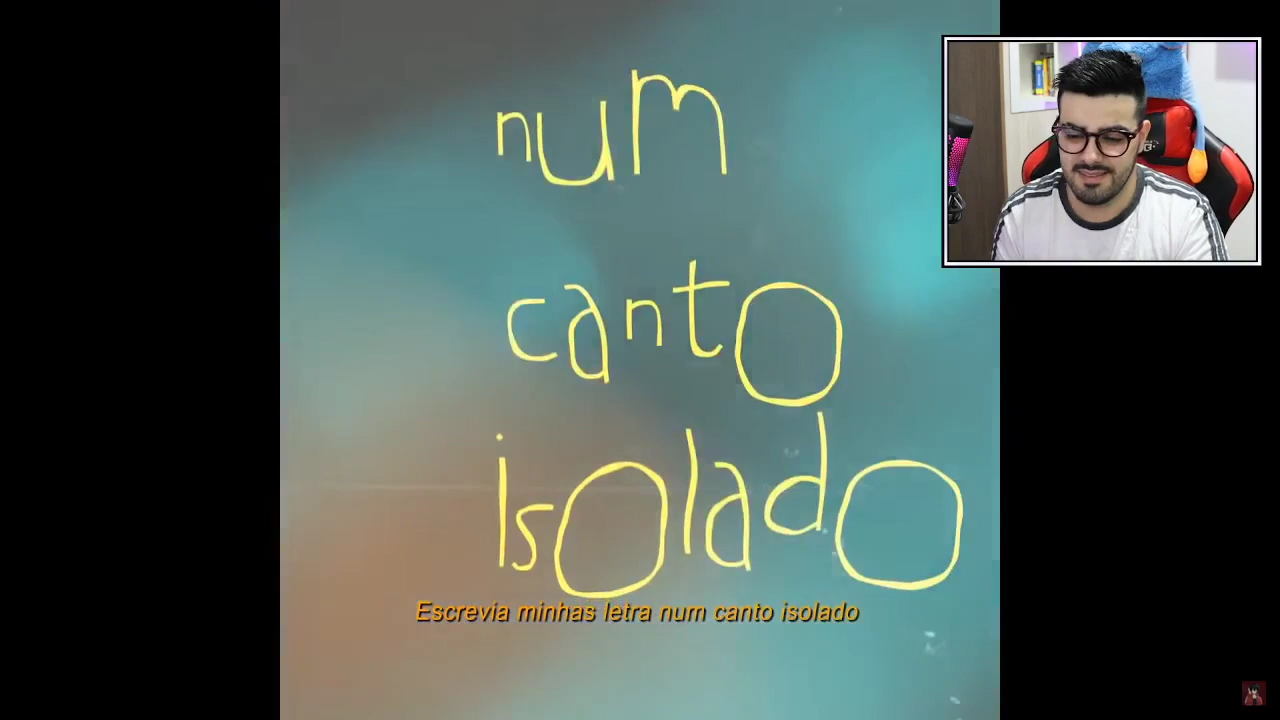 num
canto
isolado
Escrevia minhas letra num canto isolado